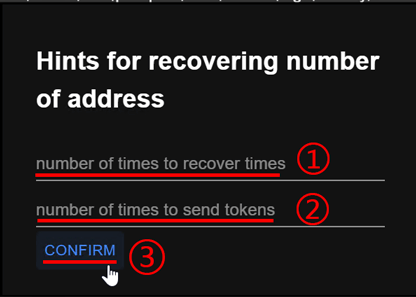 Hints for recovering number
of address
number of times to recover times ①
number of times to send tokens ②
CONFIRM ③